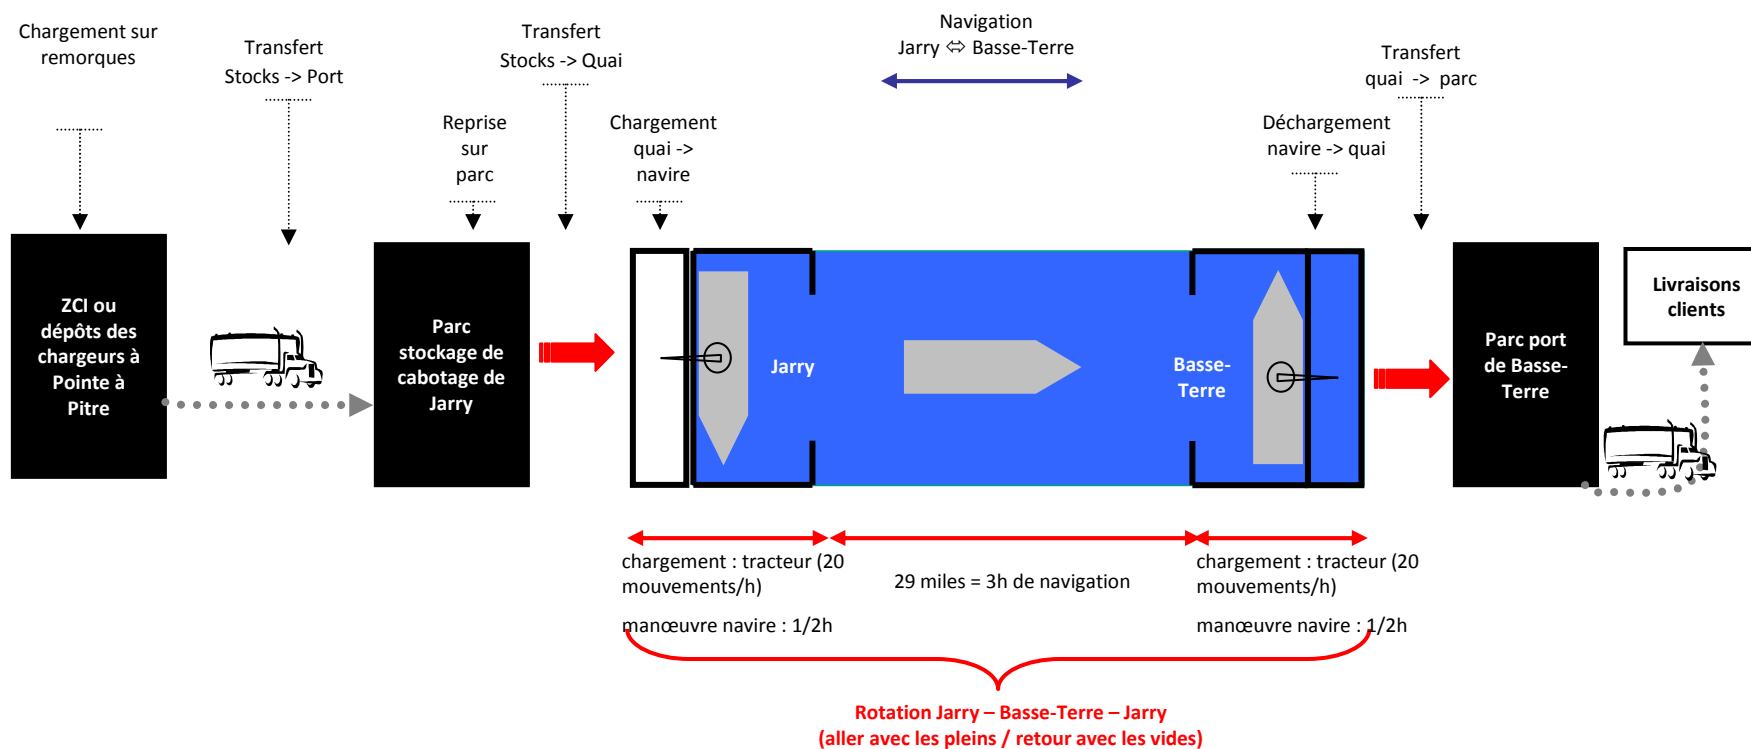 Chargement sur
remorques
Transfert
Stocks -> Port
Reprise
sur
parc
Transfert
Stocks -> Quai
Chargement
quai ->
navire
Navigation
Jarry ⬄ Basse-Terre
Déchargement
navire -> quai
Transfert
quai -> parc
ZCI ou
dépôts des
chargeurs à
Pointe à
Pitre
Parc
stockage de
cabotage de
Jarry
Jarry
Basse-
Terre
Parc port
de Basse-
Terre
Livraisons
clients
chargement : tracteur (20
mouvements/h)
manœuvre navire : 1/2h
29 miles = 3h de navigation
chargement : tracteur (20
mouvements/h)
manœuvre navire : 1/2h
Rotation Jarry – Basse-Terre – Jarry
(aller avec les pleins / retour avec les vides)